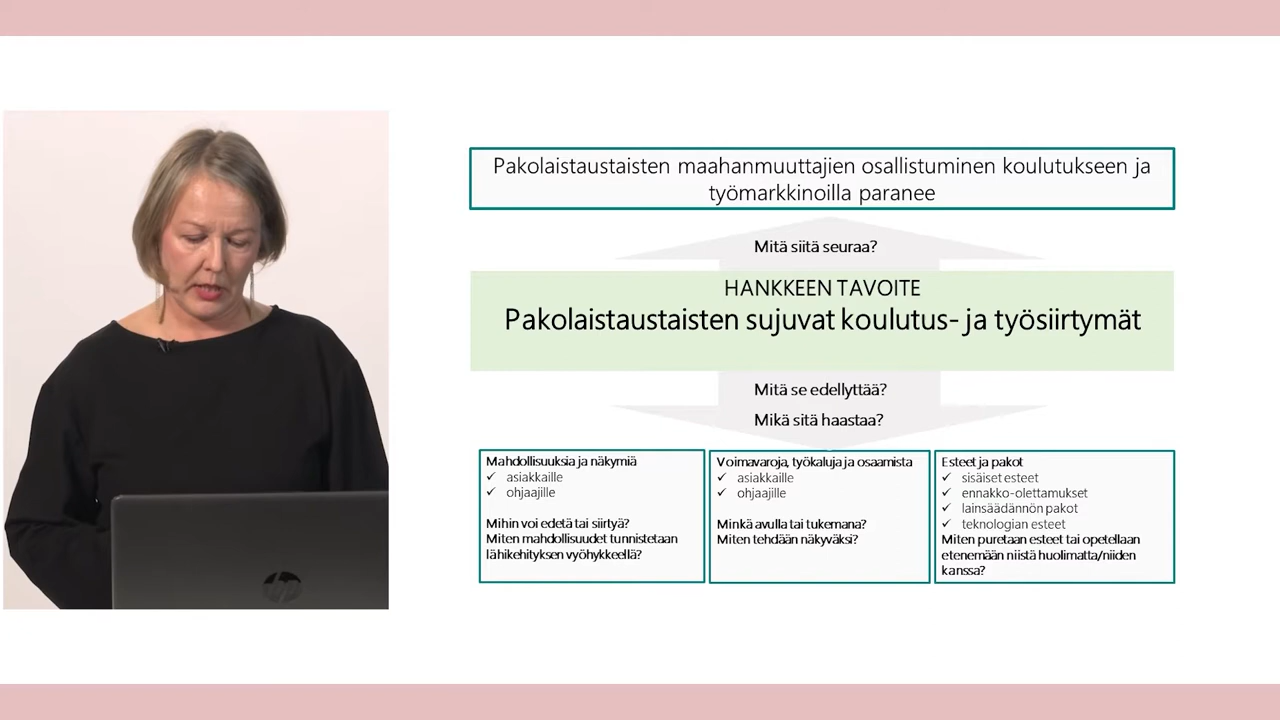 Pakolaistaustaisten maahanmuuttajien osallistuminen koulutukseen ja
työmarkkinoilla paranee
Mitä siitä seuraa?
HANKKEEN TAVOITE
Pakolaistaustaisten sujuvat koulutus- ja työsiirtymät
Mitä se edellyttää?
Mikä sitä haastaa?
Mahdollisuuksia ja näkymiä
✓ asiakkaille
✓ ohjaajille
Mihin voi edetä tai siirtyä?
Miten mahdollisuudet tunnistetaan
lähikehityksen vyöhykkeellä?
Voimavaroja, työkaluja ja osaamista
✓ asiakkaille
✓ ohjaajille
Minkä avulla tai tukemana?
Miten tehdään näkyväksi?
Esteet ja pakot
✓ sisäiset esteet
✓ ennakko-olettamukset
✓ lainsäädännön pakot
✓ teknologian esteet
Miten puretaan esteet tai opetellaan
etenemään niistä huolimatta/niiden
kanssa?
hp